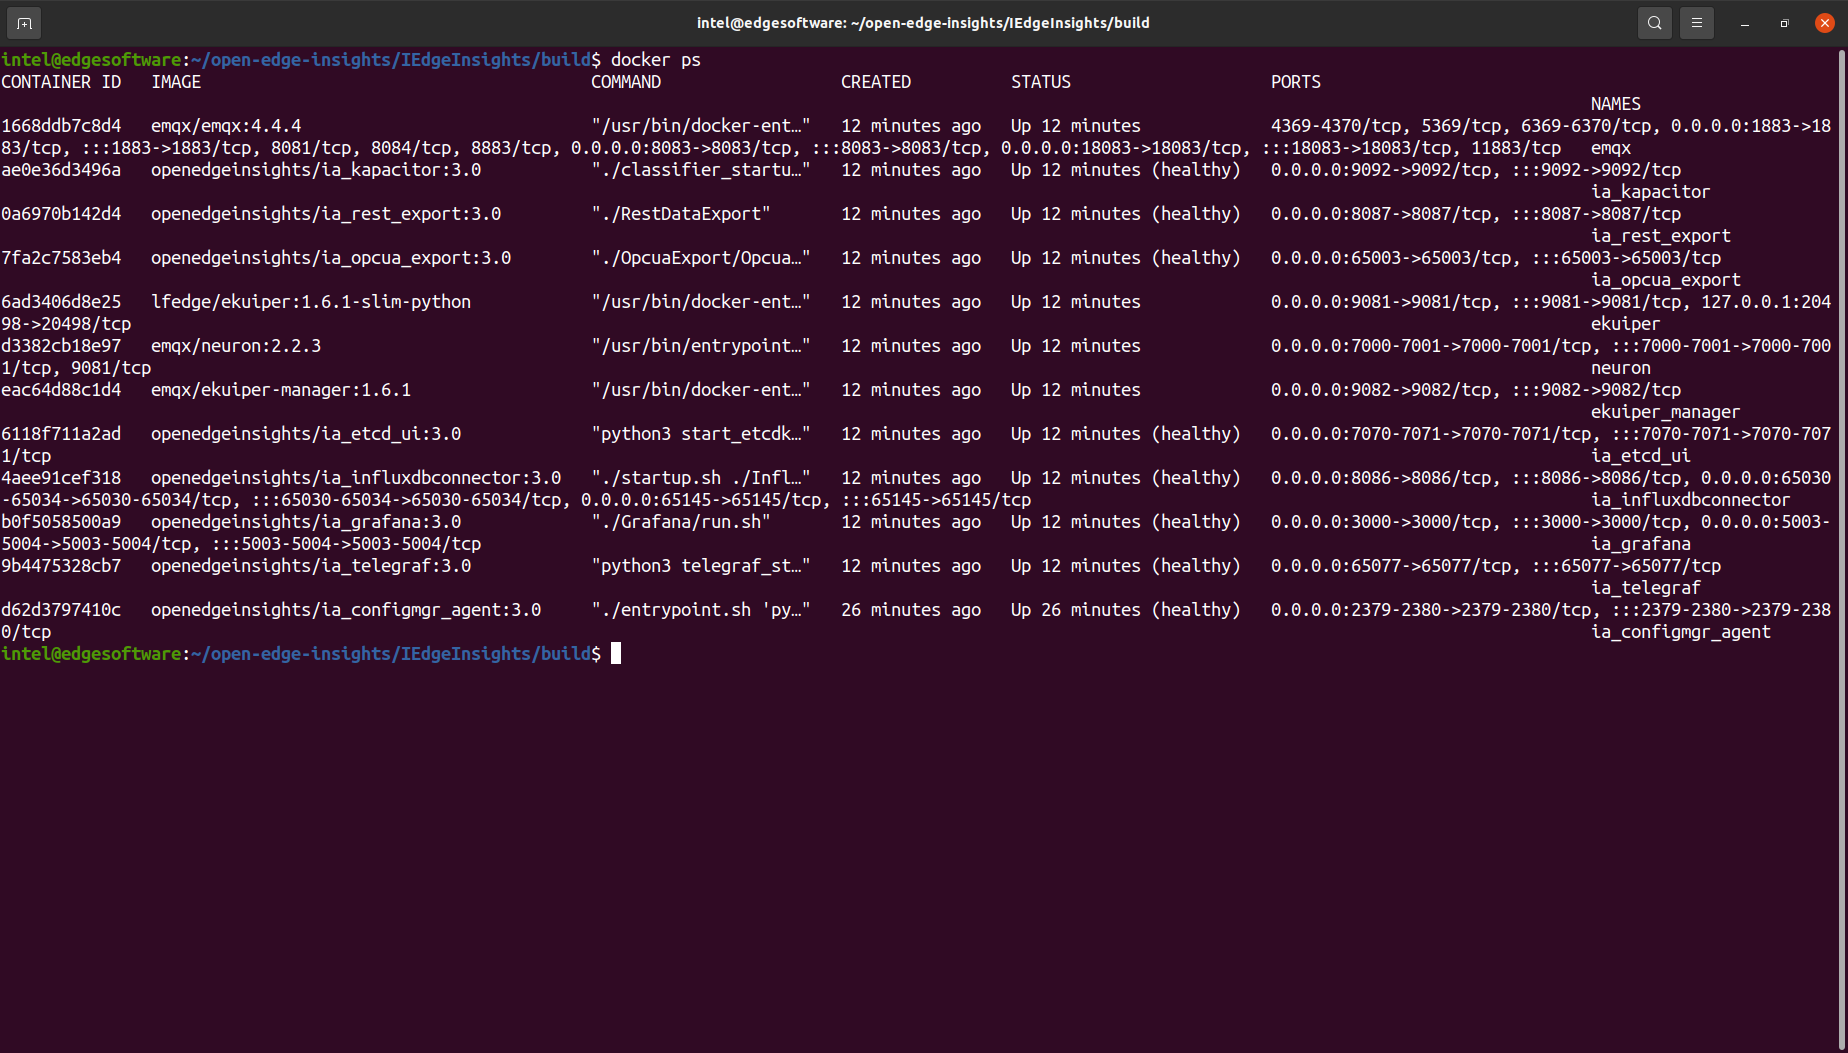 intel@edgesoftware: ~/open-edge-insights/IEdgeInsights/build
intel@edgesoftware:~/open-edge-insights/IEdgeInsights/build$ docker ps
CONTAINER ID   IMAGE                                       COMMAND                  CREATED          STATUS                    PORTS
NAMES
1668ddb7c8d4   emqx/emqx:4.4.4                             "/usr/bin/docker-ent…"   12 minutes ago   Up 12 minutes             4369-4370/tcp, 5369/tcp, 6369-6370/tcp, 0.0.0.0:1883->18
83/tcp, :::1883->1883/tcp, 8081/tcp, 8084/tcp, 8883/tcp, 0.0.0.0:8083->8083/tcp, :::8083->8083/tcp, 0.0.0.0:18083->18083/tcp, :::18083->18083/tcp, 11883/tcp   emqx
ae0e36d3496a   openedgeinsights/ia_kapacitor:3.0           "./classifier_startu…"   12 minutes ago   Up 12 minutes (healthy)   0.0.0.0:9092->9092/tcp, :::9092->9092/tcp
ia_kapacitor
0a6970b142d4   openedgeinsights/ia_rest_export:3.0         "./RestDataExport"       12 minutes ago   Up 12 minutes (healthy)   0.0.0.0:8087->8087/tcp, :::8087->8087/tcp
ia_rest_export
7fa2c7583eb4   openedgeinsights/ia_opcua_export:3.0        "./OpcuaExport/Opcua…"   12 minutes ago   Up 12 minutes (healthy)   0.0.0.0:65003->65003/tcp, :::65003->65003/tcp
ia_opcua_export
6ad3406d8e25   lfedge/ekuiper:1.6.1-slim-python            "/usr/bin/docker-ent…"   12 minutes ago   Up 12 minutes             0.0.0.0:9081->9081/tcp, :::9081->9081/tcp, 127.0.0.1:204
98->20498/tcp   ekuiper
d3382cb18e97   emqx/neuron:2.2.3                           "/usr/bin/entrypoint…"   12 minutes ago   Up 12 minutes             0.0.0.0:7000-7001->7000-7001/tcp, :::7000-7001->7000-700
1/tcp, 9081/tcp   neuron
eac64d88c1d4   emqx/ekuiper-manager:1.6.1                  "/usr/bin/docker-ent…"   12 minutes ago   Up 12 minutes             0.0.0.0:9082->9082/tcp, :::9082->9082/tcp
ekuiper_manager
6118f711a2ad   openedgeinsights/ia_etcd_ui:3.0             "python3 start_etcdk…"   12 minutes ago   Up 12 minutes (healthy)   0.0.0.0:7070-7071->7070-7071/tcp, :::7070-7071->7070-707
1/tcp   ia_etcd_ui
4aee91cef318   openedgeinsights/ia_influxdbconnector:3.0   "./startup.sh ./Infl…"   12 minutes ago   Up 12 minutes (healthy)   0.0.0.0:8086->8086/tcp, :::8086->8086/tcp, 0.0.0.0:65030
-65034->65030-65034/tcp, :::65030-65034->65030-65034/tcp, 0.0.0.0:65145->65145/tcp, :::65145->65145/tcp   ia_influxdbconnector
b0f5058500a9   openedgeinsights/ia_grafana:3.0             "./Grafana/run.sh"       12 minutes ago   Up 12 minutes (healthy)   0.0.0.0:3000->3000/tcp, :::3000->3000/tcp, 0.0.0.0:5003-
5004->5003-5004/tcp, :::5003-5004->5003-5004/tcp   ia_grafana
9b4475328cb7   openedgeinsights/ia_telegraf:3.0            "python3 telegraf_st…"   12 minutes ago   Up 12 minutes (healthy)   0.0.0.0:65077->65077/tcp, :::65077->65077/tcp
ia_telegraf
d62d3797410c   openedgeinsights/ia_configmgr_agent:3.0     "./entrypoint.sh 'py…"   26 minutes ago   Up 26 minutes (healthy)   0.0.0.0:2379-2380->2379-2380/tcp, :::2379-2380->2379-238
0/tcp   ia_configmgr_agent
intel@edgesoftware:~/open-edge-insights/IEdgeInsights/build$